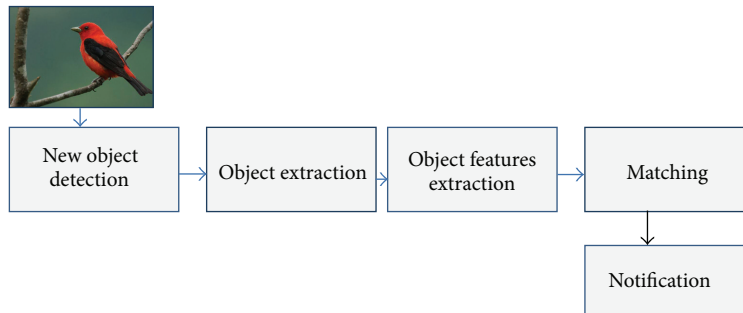 New object
detection
Object extraction
Object features
extraction
Matching
Notification